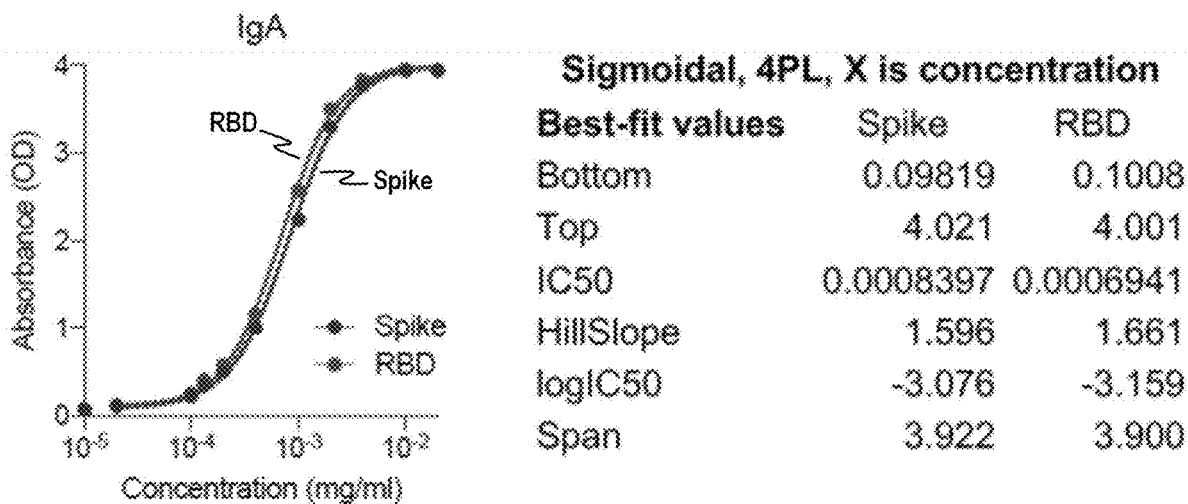 IgA
Absorbance (OD)
4
3
2
1
0
RBD
Spike
Spike
RBD
10-5
10-4
10-3
10-2
Concentration (mg/ml)
Sigmoidal, 4PL, X is concentration
Best-fit values Spike RBD
Bottom 0.09819 0.1008
Top 4.021 4.001
IC50 0.0008397 0.0006941
HillSlope 1.596 1.661
logIC50 -3.076 -3.159
Span 3.922 3.900